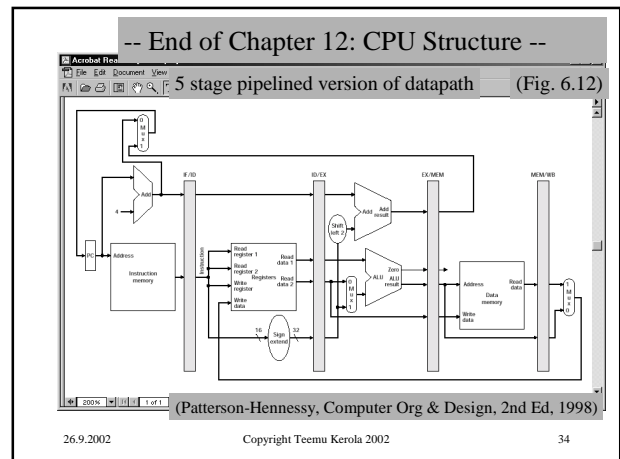 -- End of Chapter 12: CPU Structure --
Acrobat Rea
File Edit Document View
5 stage pipelined version of datapath (Fig. 6.12)
0
M
u
x
1
IF/ID
ID/EX
EX/MEM
MEM/WB
Add
4
Shift
left 2
Add
Add
result
PC
Address
Instruction
memory
Instruction
Read
register 1
Read
register 2
Registers
Write
register
Write
data
Read
data 1
Read
data 2
0
M
u
x
1
Zero
ALU
ALU
result
Address
Read
data
Data
memory
Write
data
1
M
u
x
0
16
Sign
extend
32
200%
1 of 1
(Patterson-Hennessy, Computer Org & Design, 2nd Ed, 1998)
26.9.2002
Copyright Teemu Kerola 2002
34